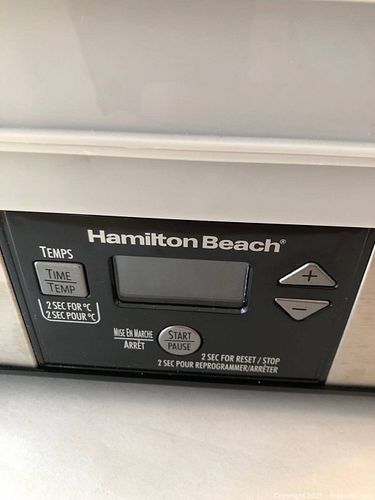 Hamilton Beach®
TEMPS
TIME
TEMP
2 SEC FOR °C
2 SEC POUR °C
+
−
MISE EN MARCHE
ARRÊT
START
PAUSE
2 SEC FOR RESET / STOP
2 SEC POUR REPROGRAMMER/ARRÊTER